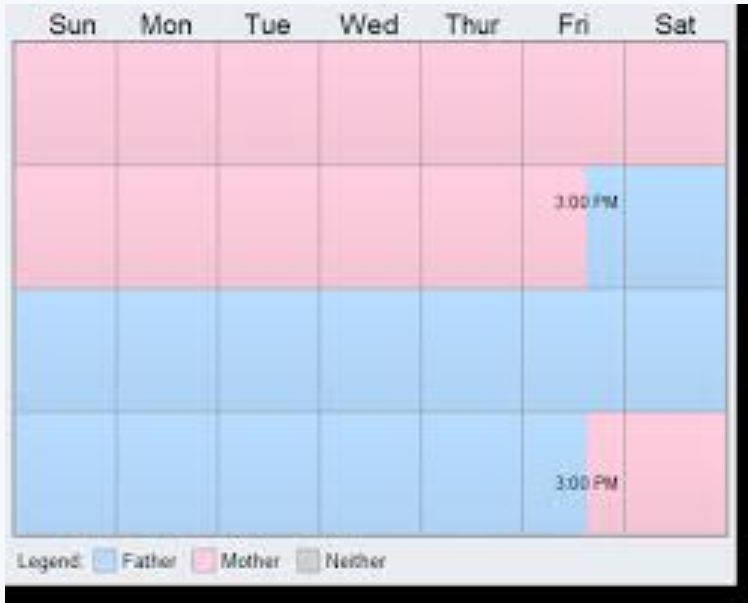 Sun Mon Tue Wed Thur Fri Sat
3:00 PM
3:00 PM
Legend: Father Mother Neither